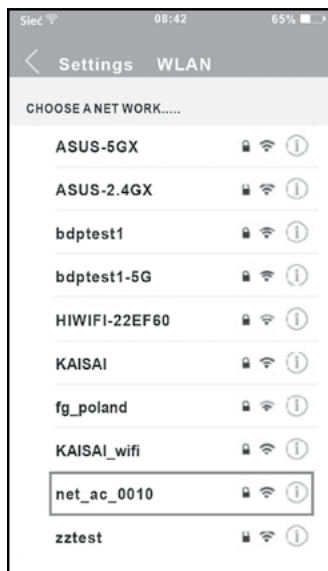 Sieć 08:42 65%
Settings WLAN
CHOOSE A NET WORK.....
ASUS-5GX
ASUS-2.4GX
bdptest1
bdptest1-5G
HIWIFI-22EF60
KAISAI
fg_poland
KAISAI_wifi
net_ac_0010
zztest